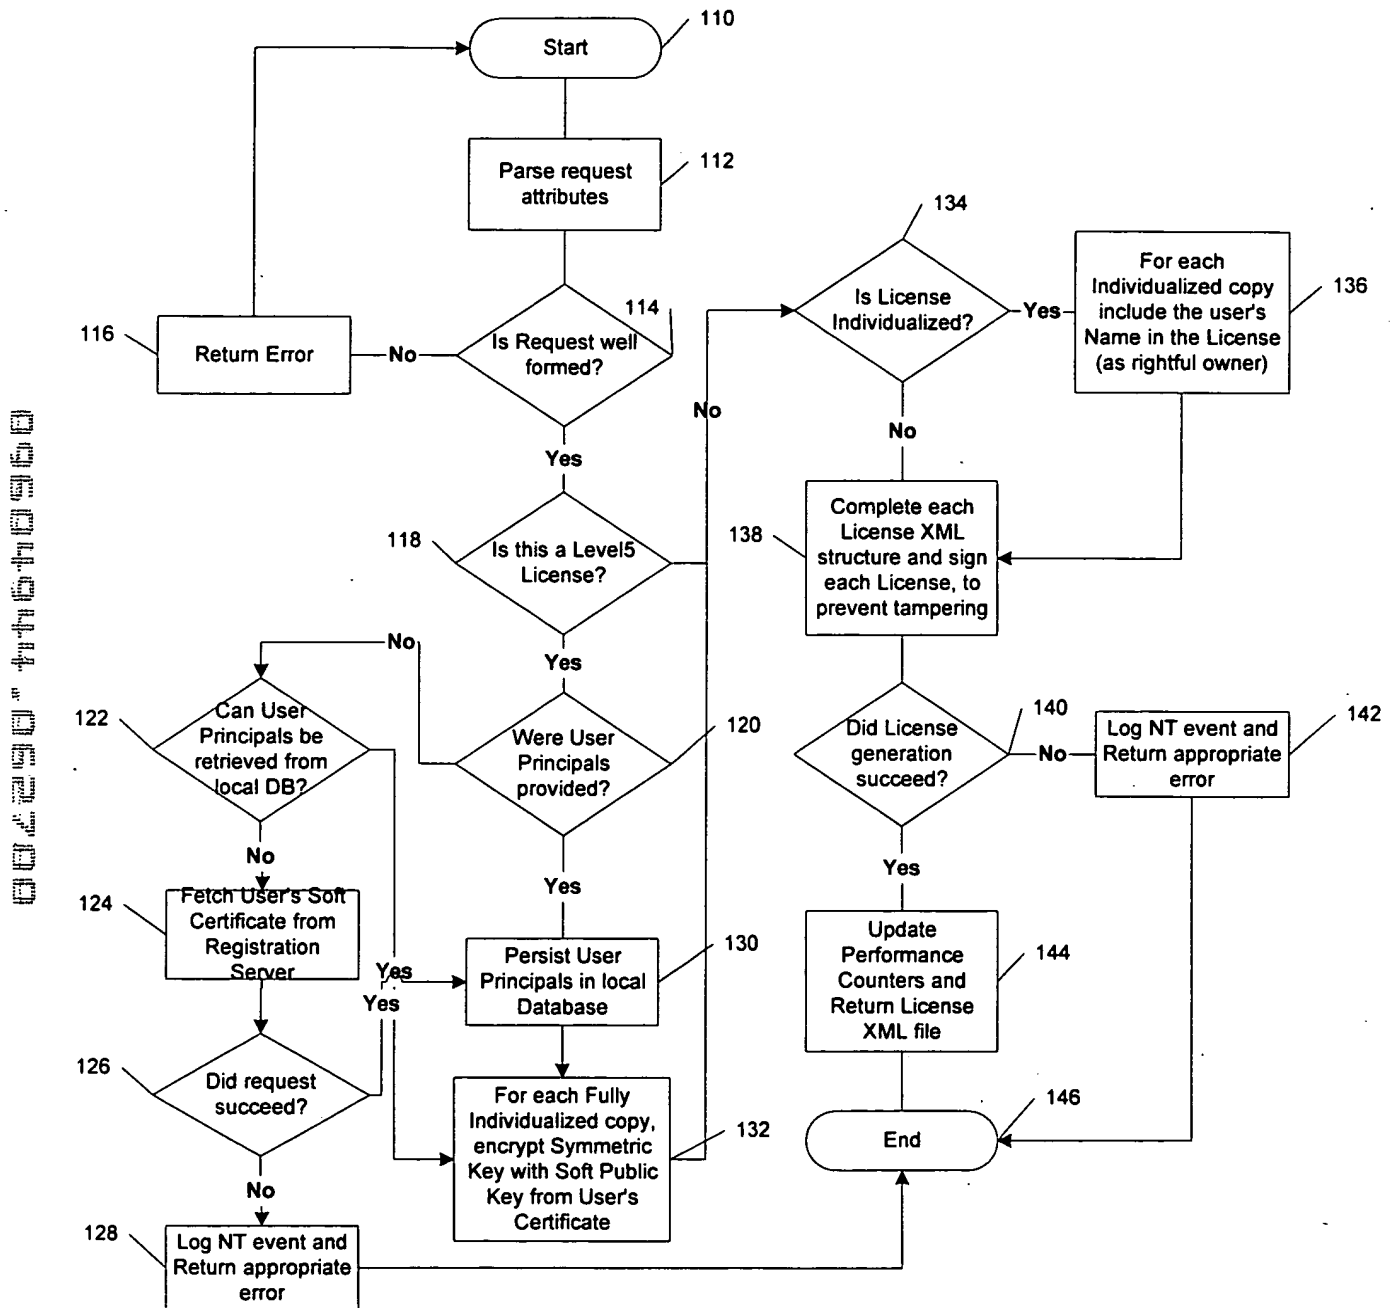 110
Start
112
Parse request
attributes
114
Is Request well
formed?
No
116
Return Error
Yes
118
Is this a Level5
License?
No
Yes
120
Were User
Principals
provided?
No
122
Can User
Principals be
retrieved from
local DB?
No
Yes
124
Fetch User's Soft
Certificate from
Registration
Server
126
Did request
succeed?
Yes
No
128
Log NT event and
Return appropriate
error
Yes
130
Persist User
Principals in local
Database
132
For each Fully
Individualized copy,
encrypt Symmetric
Key with Soft Public
Key from User's
Certificate
134
Is License
Individualized?
Yes
136
For each
Individualized copy
include the user's
Name in the License
(as rightful owner)
No
138
Complete each
License XML
structure and sign
each License, to
prevent tampering
140
Did License
generation
succeed?
No
142
Log NT event and
Return appropriate
error
Yes
144
Update
Performance
Counters and
Return License
XML file
146
End